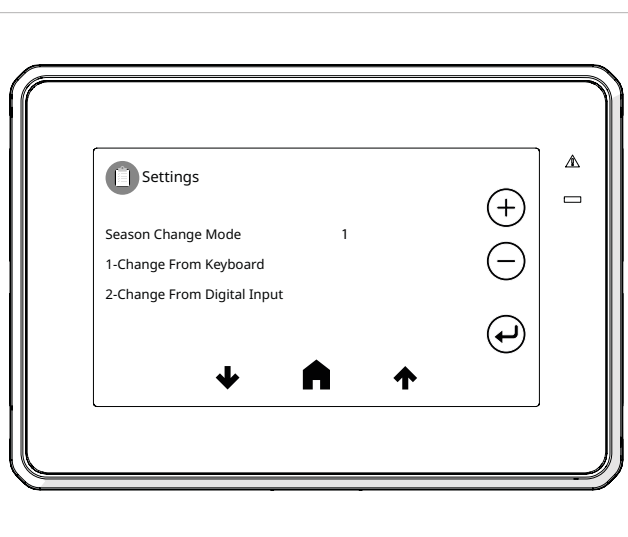 Settings
Season Change Mode 1
1-Change From Keyboard
2-Change From Digital Input